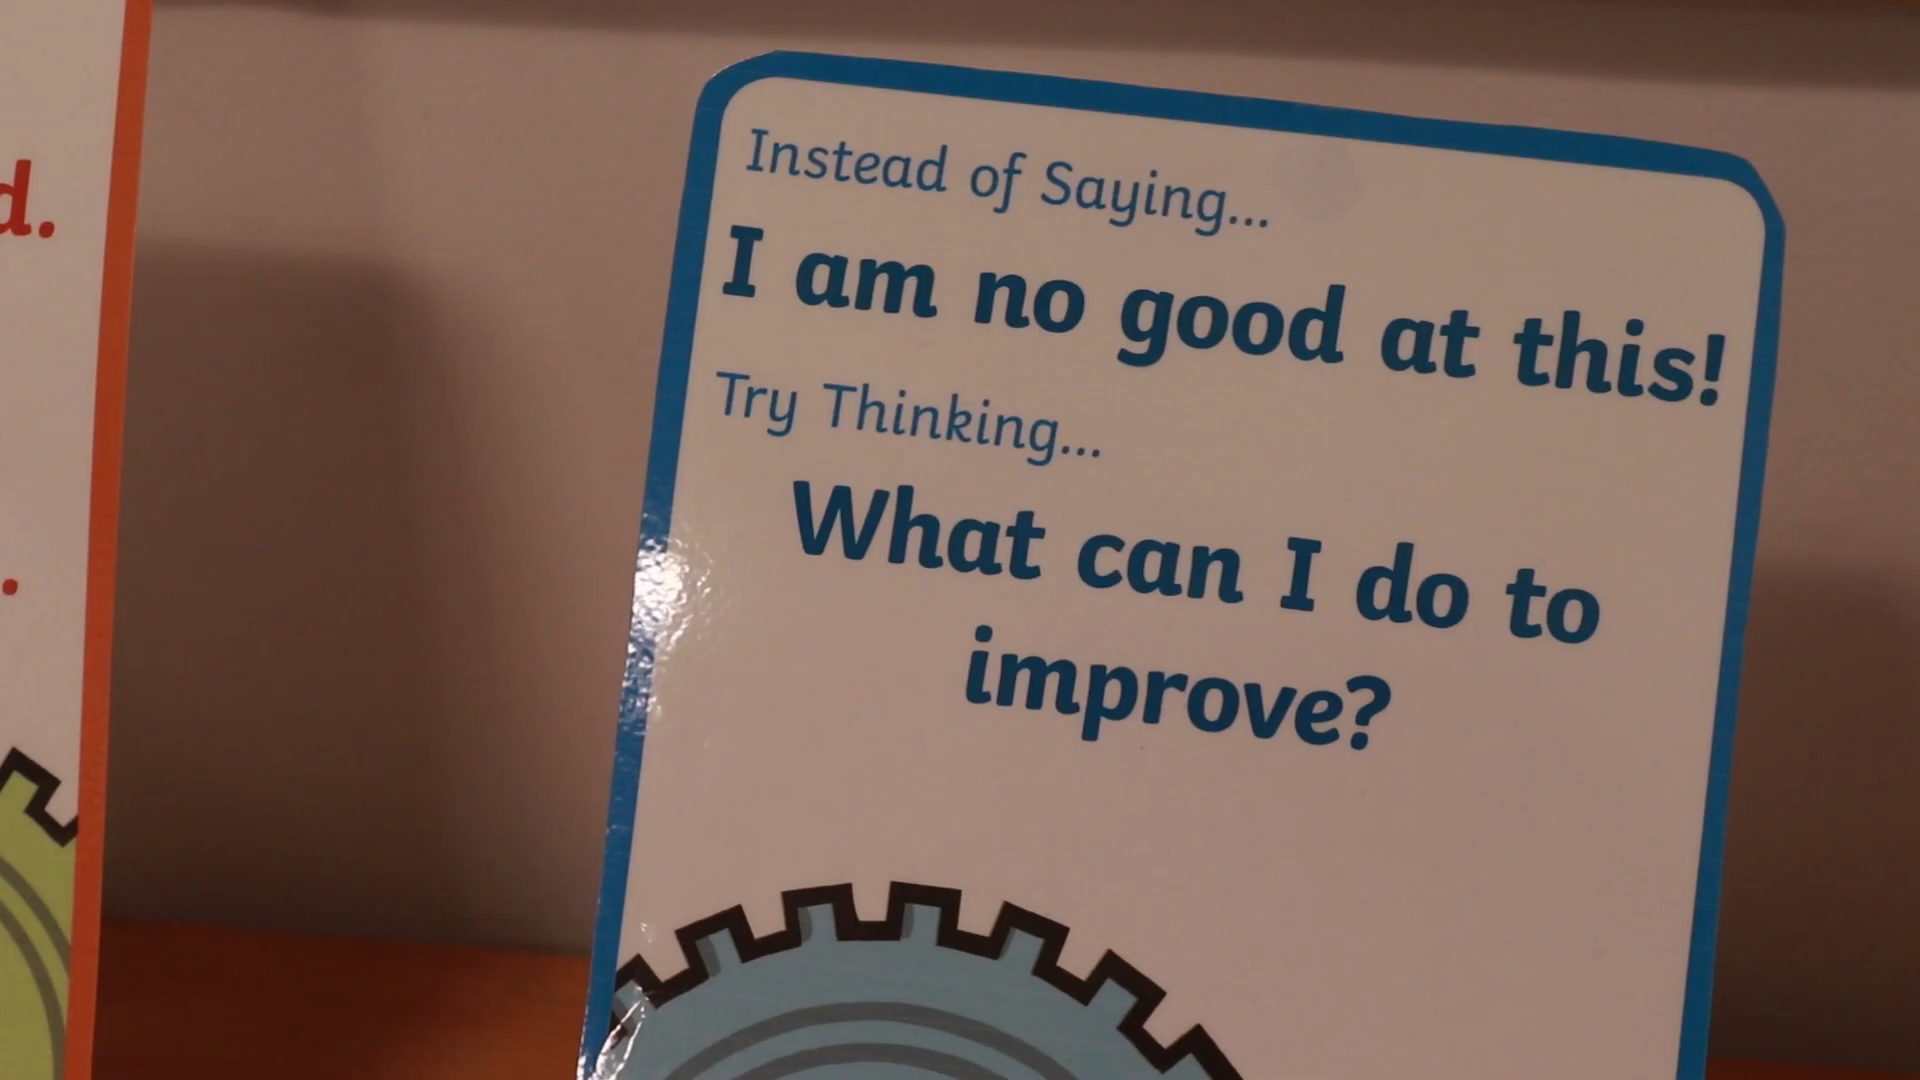 Instead of Saying...
I am no good at this!
Try Thinking...
What can I do to
improve?